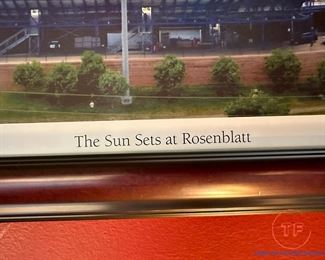 The Sun Sets at Rosenblatt
TF